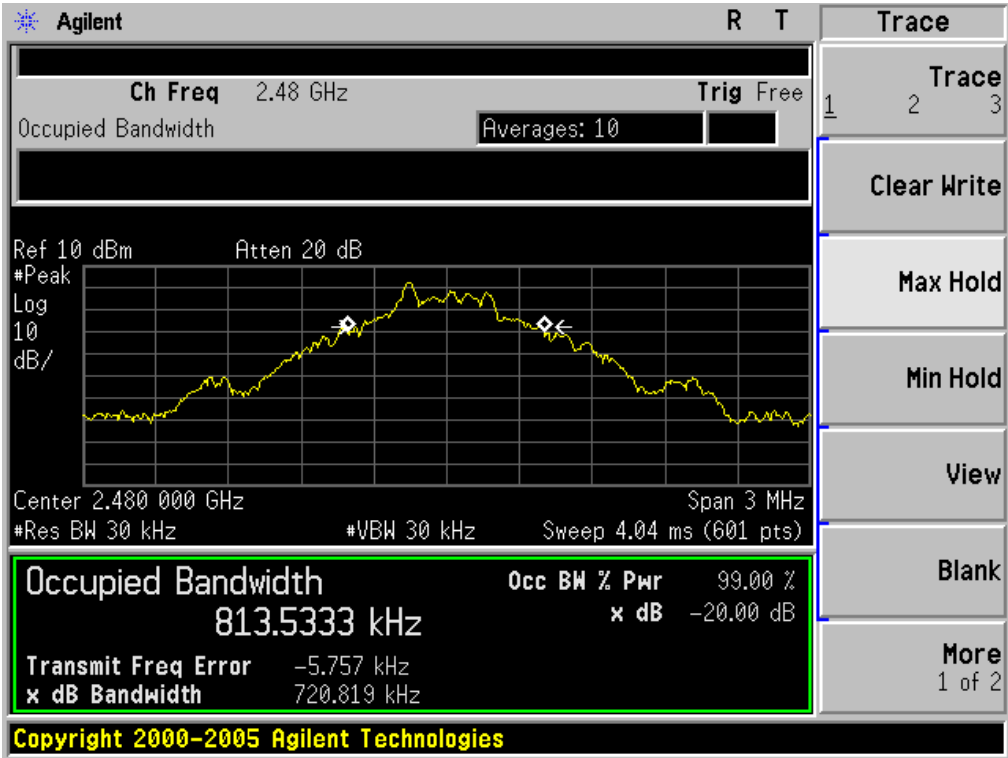 Agilent R T
Ch Freq 2.48 GHz Trig Free
Occupied Bandwidth Averages: 10
Ref 10 dBm Atten 20 dB
#Peak
Log
10
dB/
Center 2.480 000 GHz Span 3 MHz
#Res BW 30 kHz #VBW 30 kHz Sweep 4.04 ms (601 pts)
Occupied Bandwidth Occ BW % Pwr 99.00 %
813.5333 kHz x dB -20.00 dB
Transmit Freq Error -5.757 kHz
x dB Bandwidth 720.819 kHz
Copyright 2000-2005 Agilent Technologies
Trace
Trace
1 2 3
Clear Write
Max Hold
Min Hold
View
Blank
More
1 of 2